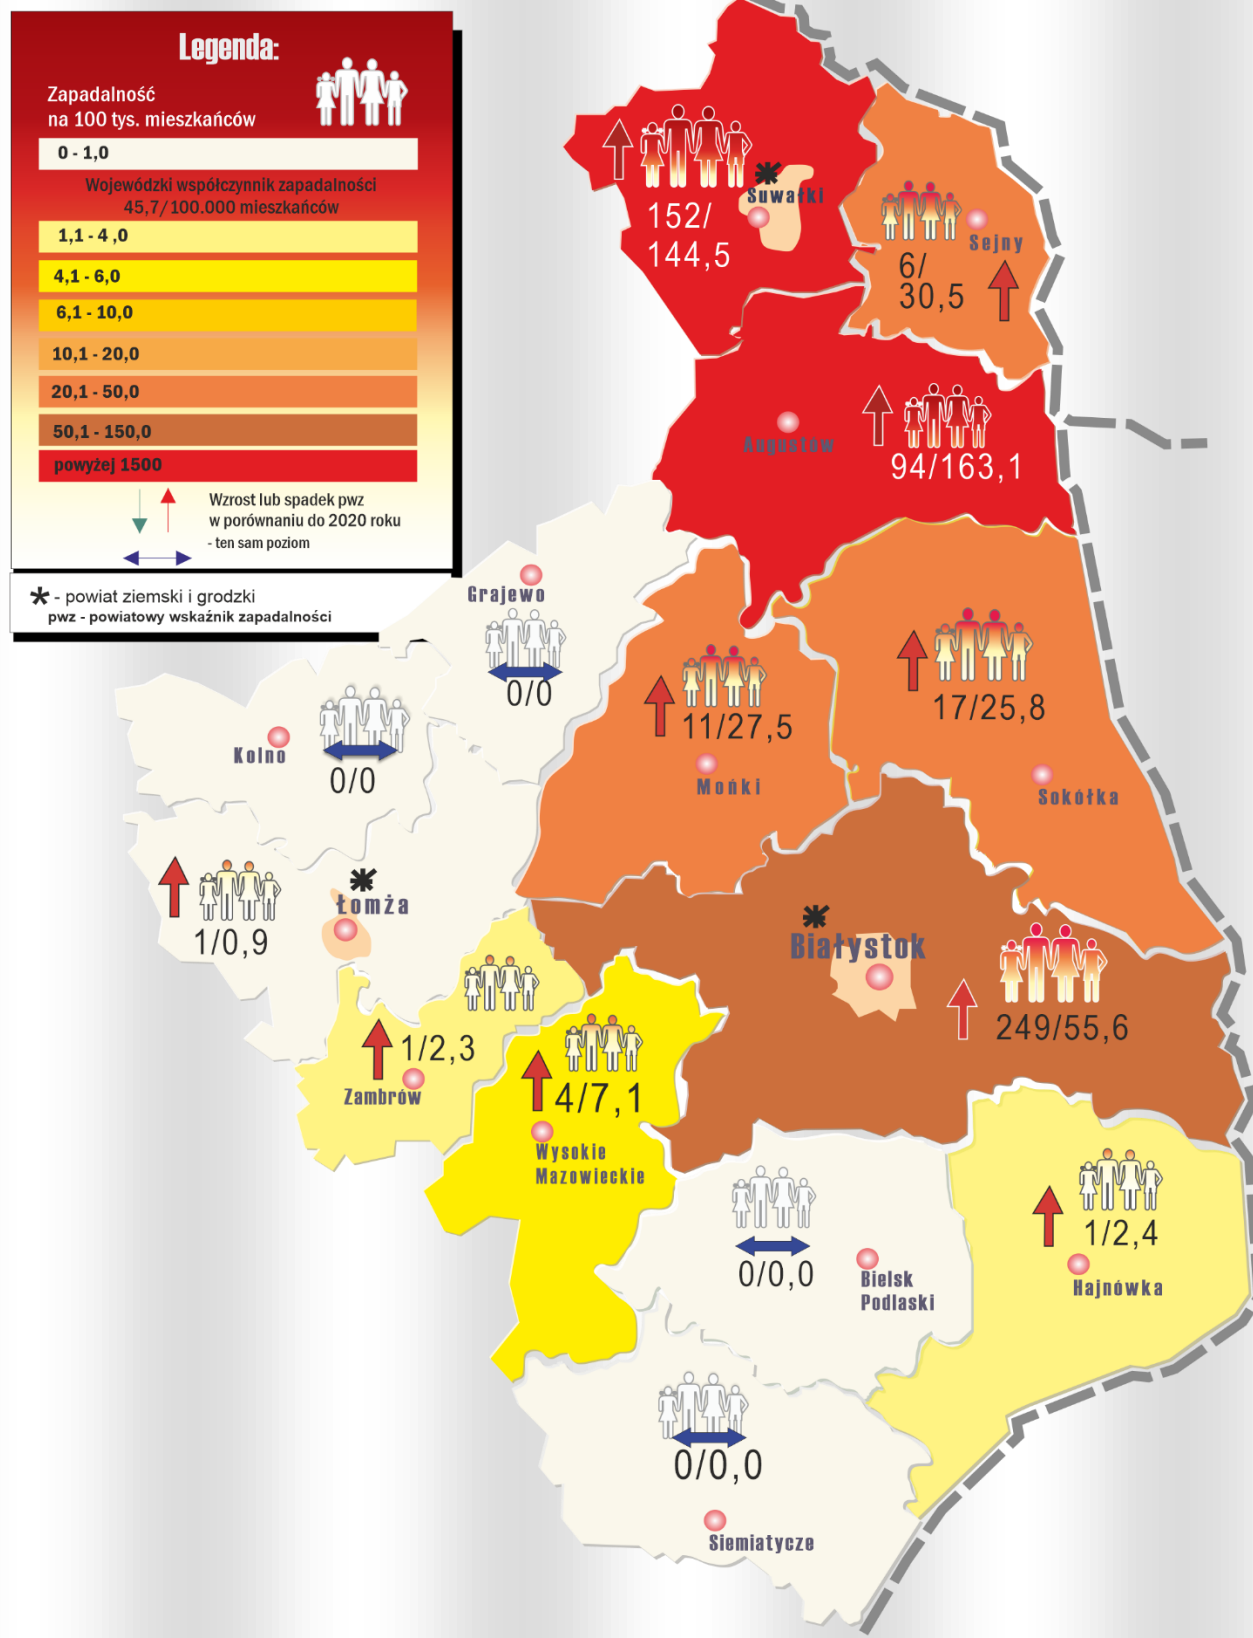 Legenda:
Zapadalność
na 100 tys. mieszkańców
0 - 1,0
Wojewódzki współczynnik zapadalności
45,7/100.000 mieszkańców
1,1 - 4 ,0
4,1 - 6,0
6,1 - 10,0
10,1 - 20,0
20,1 - 50,0
50,1 - 150,0
powyżej 1500
Wzrost lub spadek pwz
w porównaniu do 2020 roku
- ten sam poziom
* - powiat ziemski i grodzki
pwz - powiatowy wskaźnik zapadalności
*
Suwałki
152/
144,5
Sejny
6/
30,5
Augustów
94/163,1
Grajewo
0/0
Kolno
0/0
11/27,5
Mońki
17/25,8
Sokółka
*
Łomża
1/0,9
*
Białystok
249/55,6
1/2,3
Zambrów
4/7,1
Wysokie
Mazowieckie
0/0,0
Bielsk
Podlaski
1/2,4
Hajnówka
0/0,0
Siemiatycze